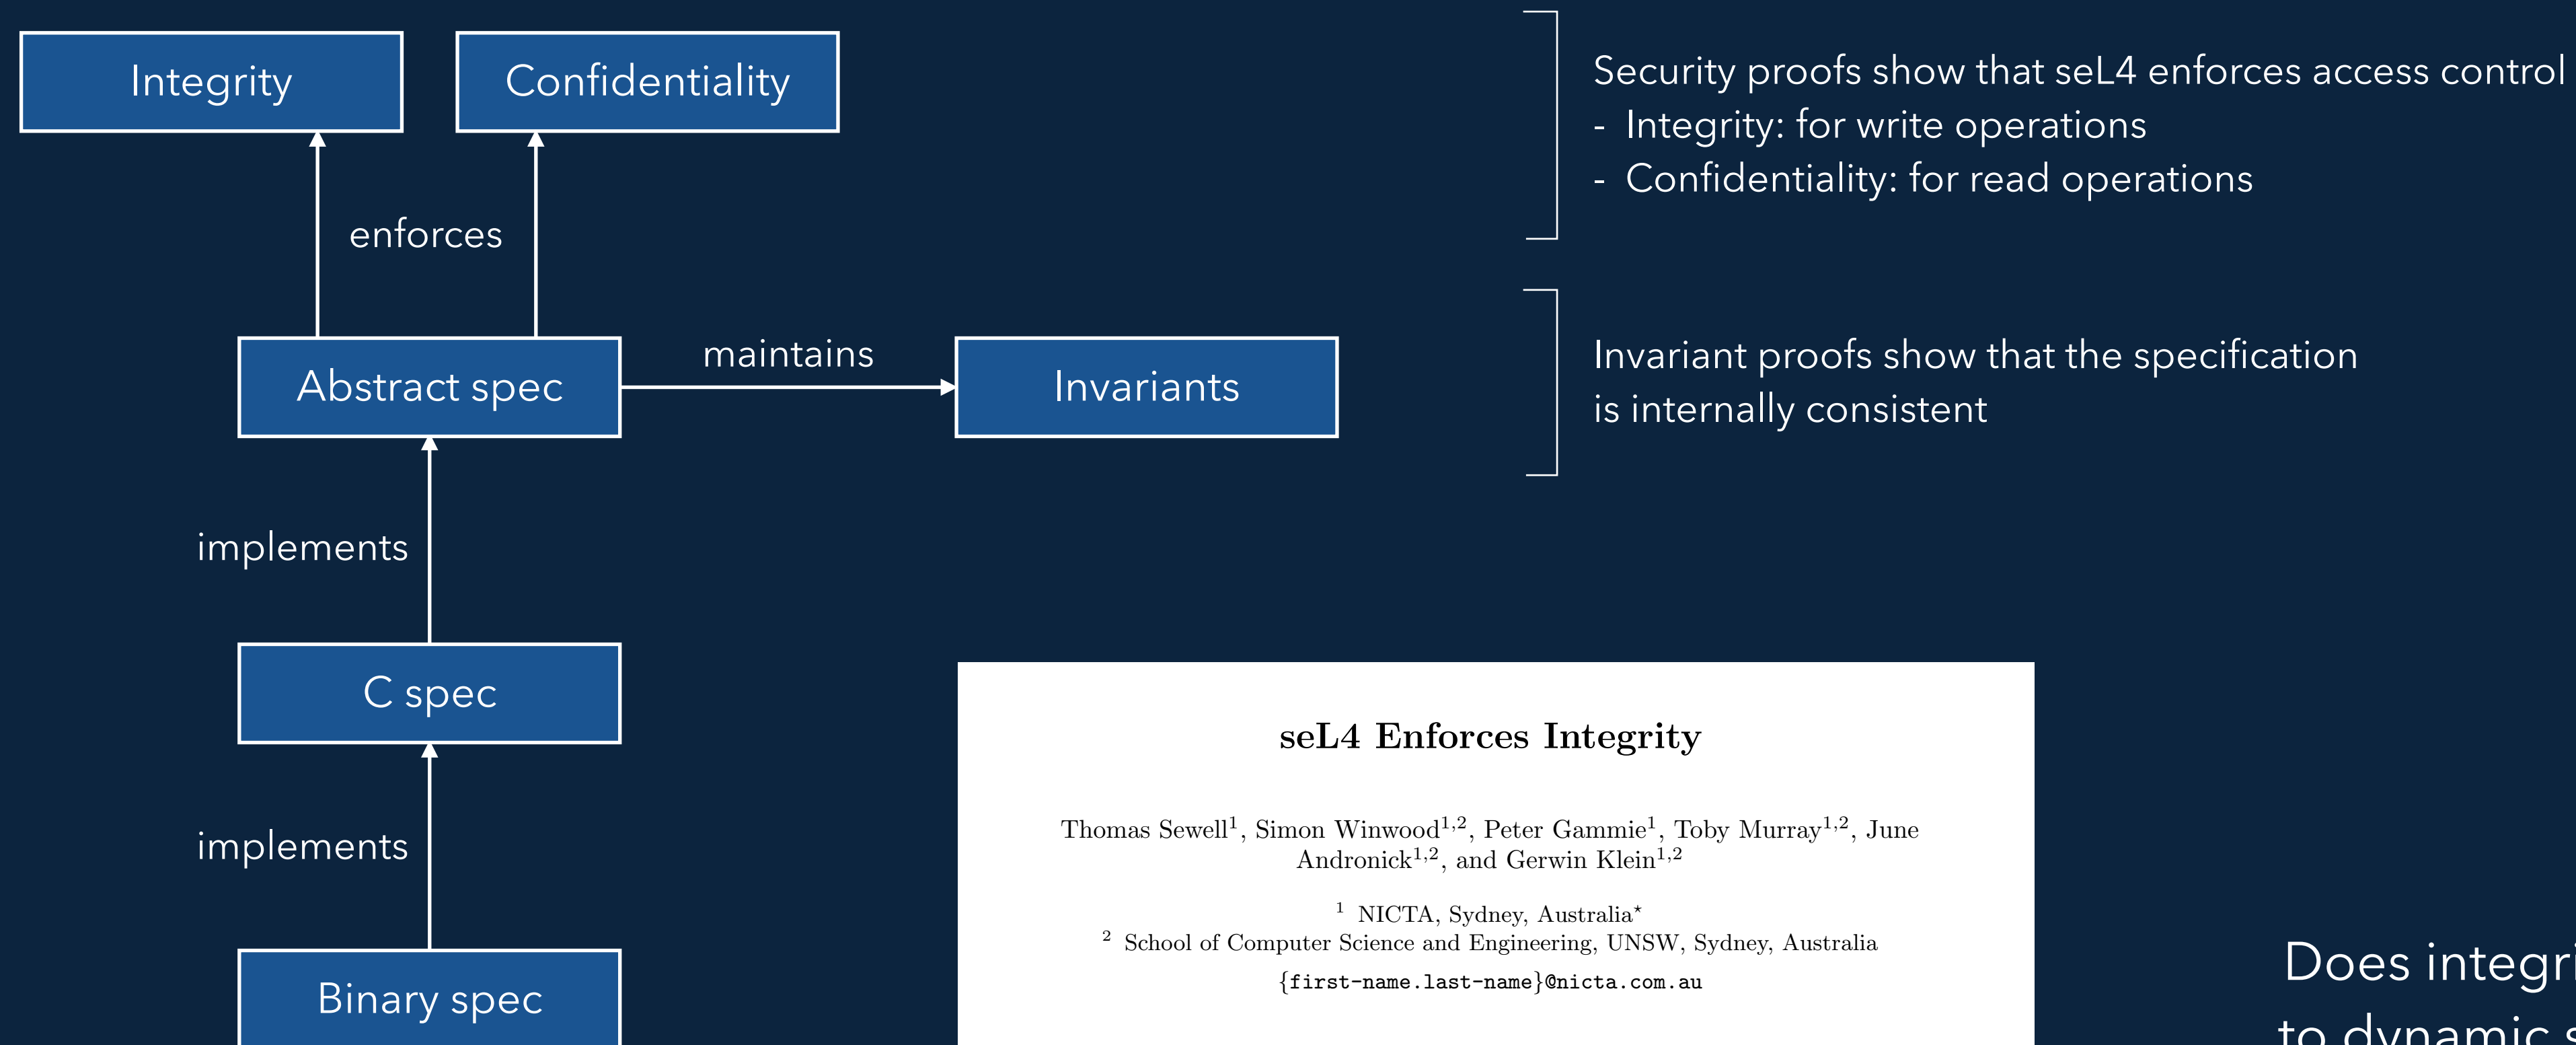 Integrity
Confidentiality
enforces
Abstract spec
maintains
Invariants
implements
C spec
implements
Binary spec
Security proofs show that seL4 enforces access control
- Integrity: for write operations
- Confidentiality: for read operations
Invariant proofs show that the specification
is internally consistent
seL4 Enforces Integrity
Thomas Sewell¹, Simon Winwood¹,², Peter Gammie¹, Toby Murray¹,², June
Andronick¹,², and Gerwin Klein¹,²
¹ NICTA, Sydney, Australia⋆
² School of Computer Science and Engineering, UNSW, Sydney, Australia
{first-name.last-name}@nicta.com.au
Does
to dynamic